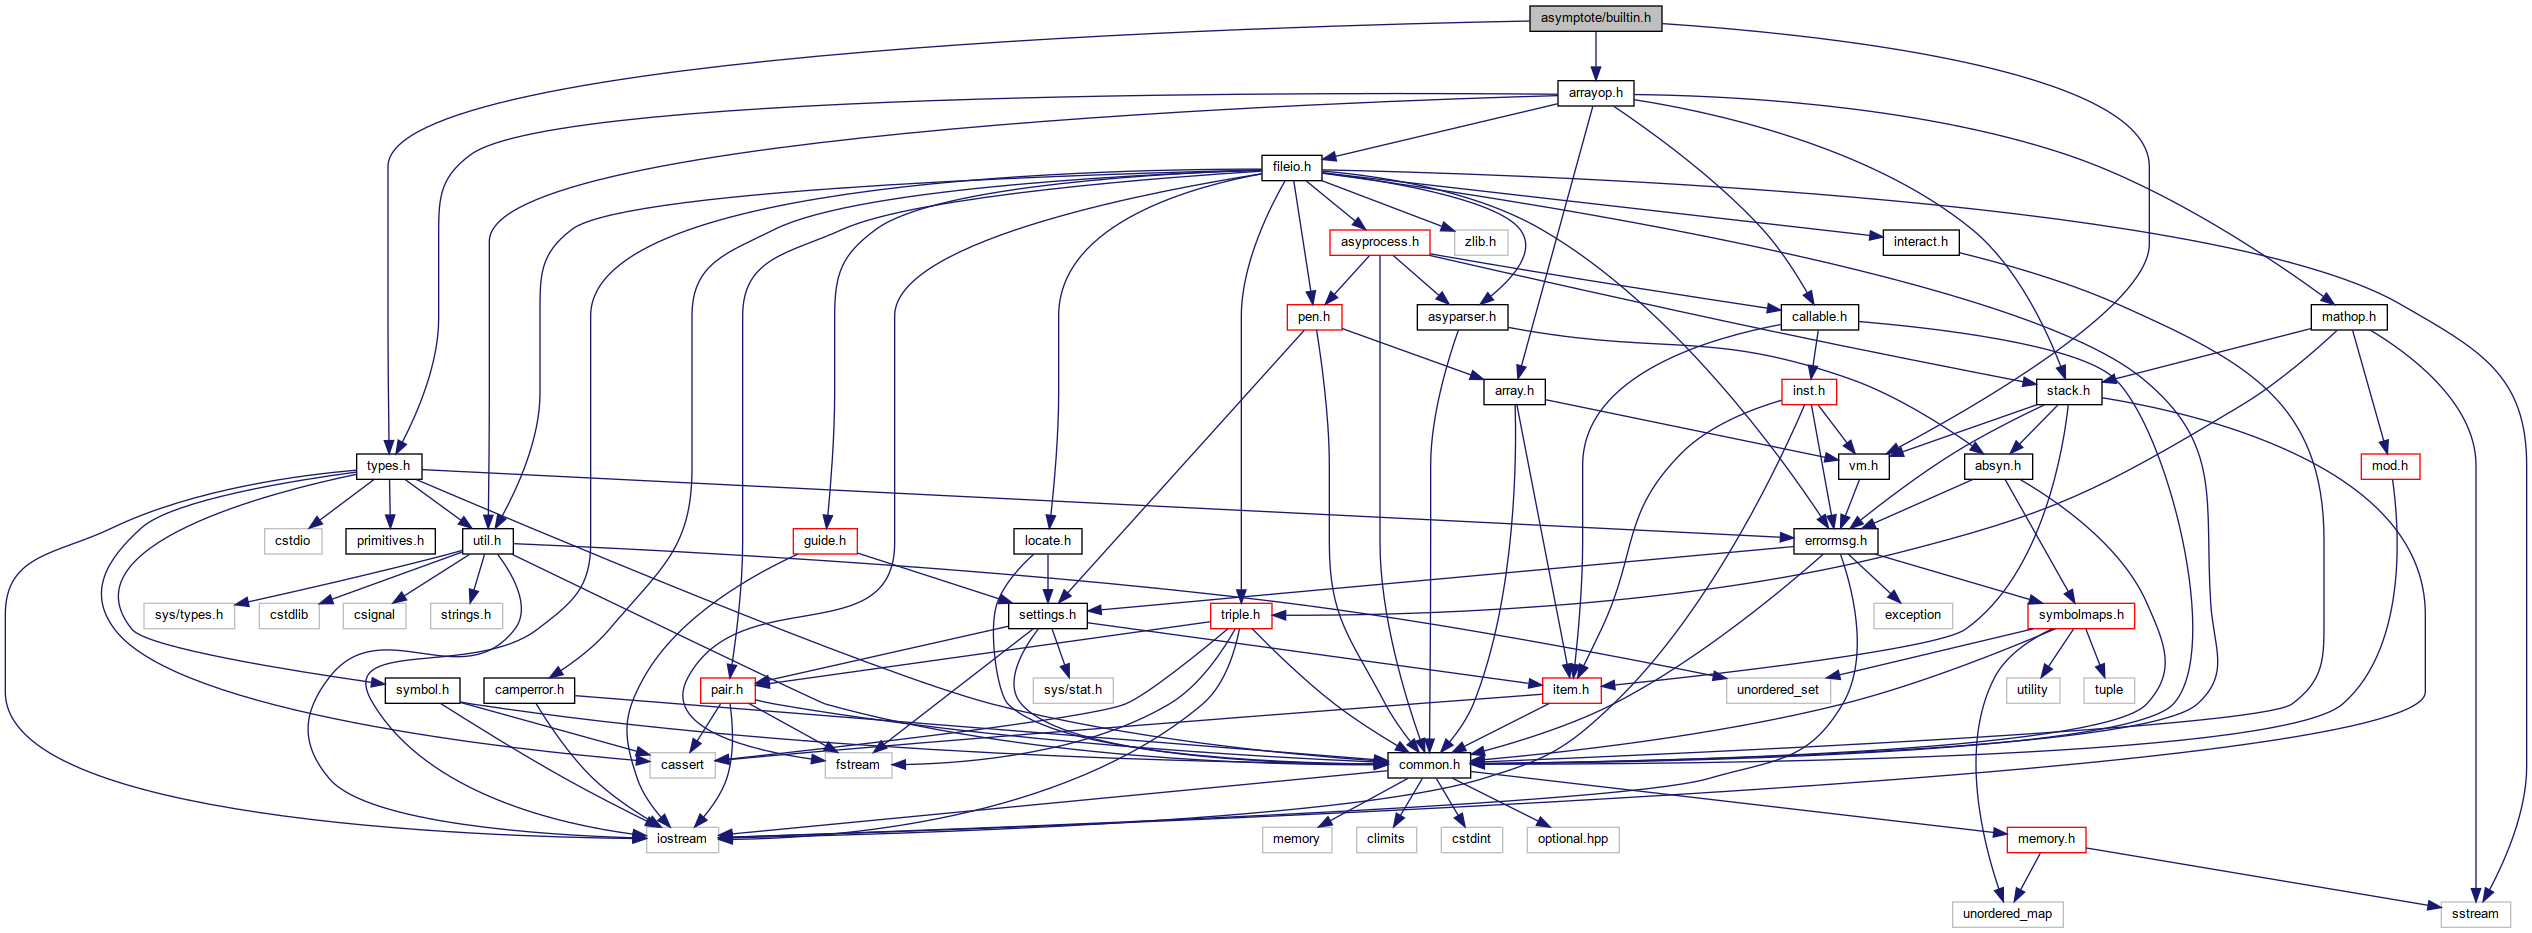 asymptote/builtin.h
arrayop.h
fileio.h
asyprocess.h
zlib.h
interact.h
pen.h
asyparser.h
callable.h
mathop.h
array.h
inst.h
stack.h
types.h
vm.h
absyn.h
mod.h
cstdio
primitives.h
util.h
guide.h
locate.h
errormsg.h
sys/types.h
cstdlib
csignal
strings.h
settings.h
triple.h
exception
symbolmaps.h
symbol.h
camperror.h
pair.h
sys/stat.h
item.h
unordered_set
utility
tuple
cassert
fstream
common.h
iostream
memory
climits
cstdint
optional.hpp
memory.h
unordered_map
sstream